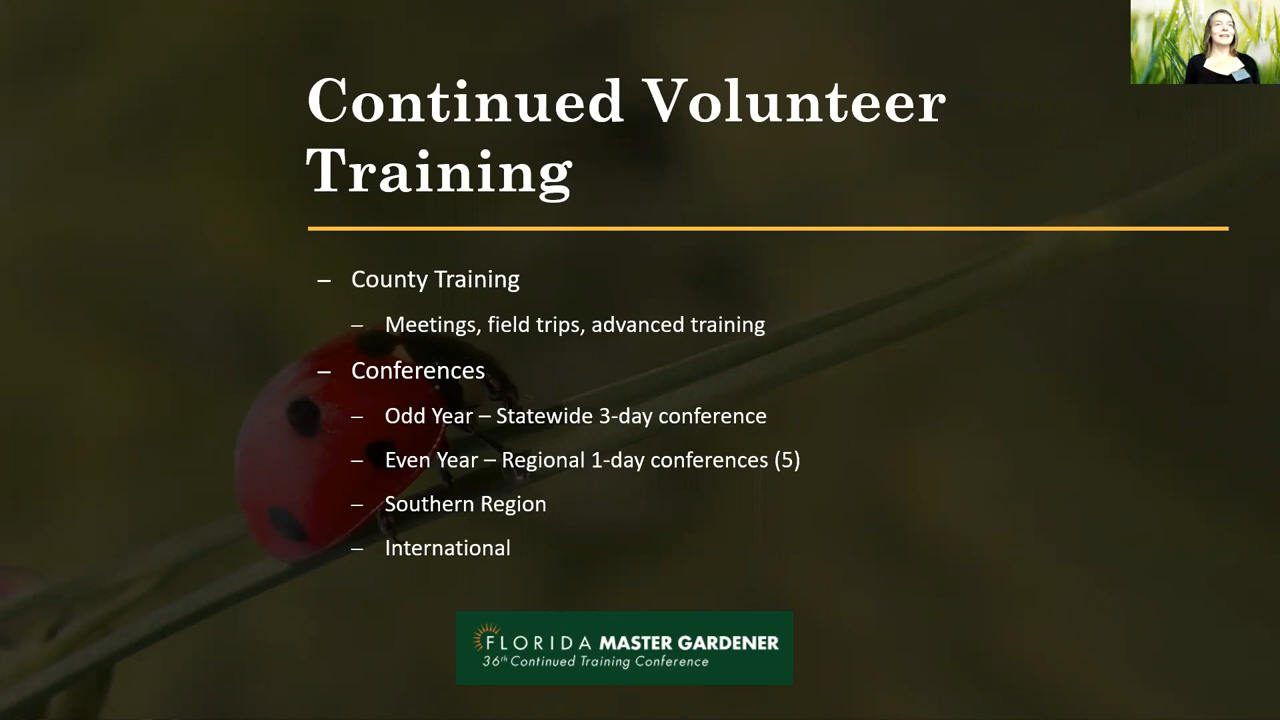 Continued Volunteer
Training
– County Training
– Meetings, field trips, advanced training
– Conferences
– Odd Year – Statewide 3-day conference
– Even Year – Regional 1-day conferences (5)
– Southern Region
– International
FLORIDA MASTER GARDENER
36th Continued Training Conference